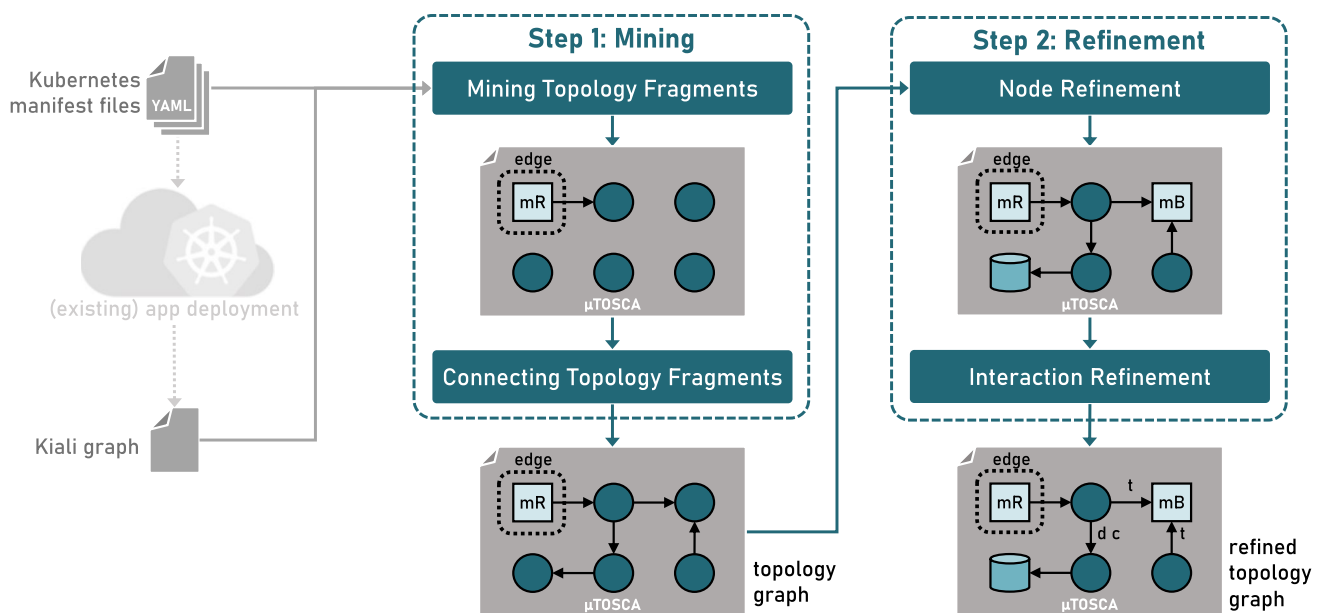 Kubernetes
manifest files
YAML
(existing) app deployment
Kiali graph
Step 1: Mining
Mining Topology Fragments
edge
mR
µTOSCA
Connecting Topology Fragments
edge
mR
µTOSCA
topology
graph
Step 2: Refinement
Node Refinement
edge
mR
mB
µTOSCA
Interaction Refinement
edge
mR
t
mB
d c
t
µTOSCA
refined
topology
graph